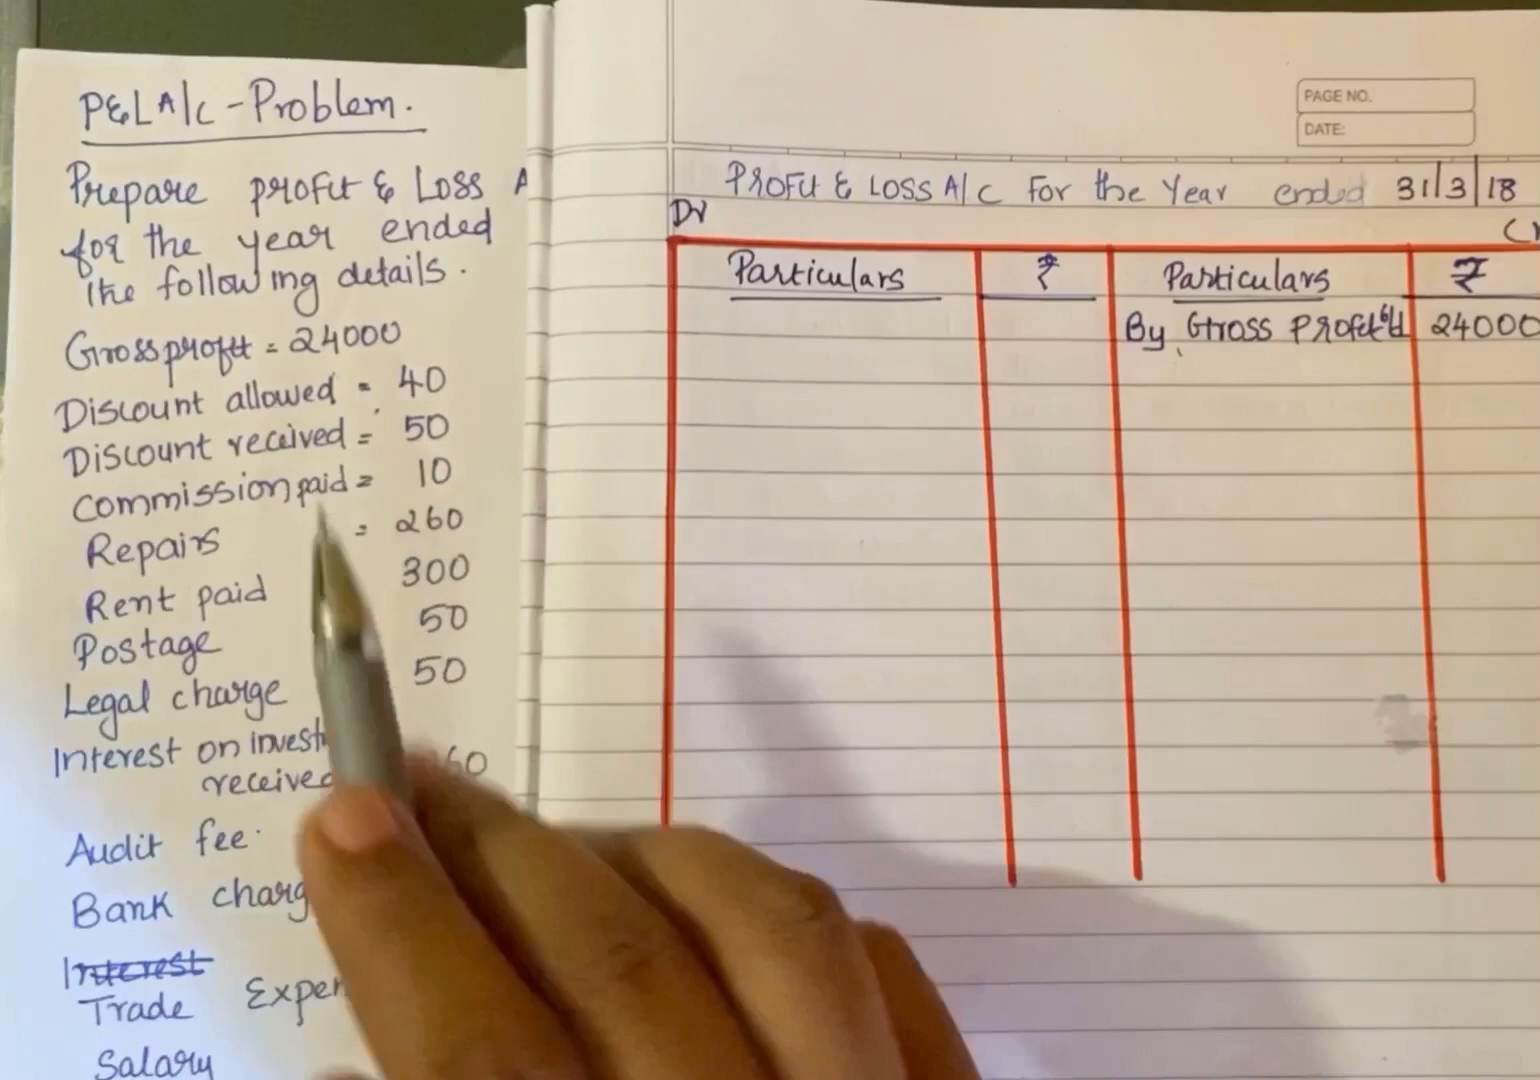 P&L A/c - Problem.
Prepare profit & Loss A
for the year ended
the following details.
Gross profit = 24000
Discount allowed = 40
Discount received = 50
Commission paid = 10
Repairs = 260
Rent paid 300
Postage 50
Legal charge 50
Interest on invest
received 60
Audit fee.
Bank charg
Interest
Trade Expen
Salary
PAGE NO.
DATE:
Profit & Loss A/c For the Year ended 31/3/18
Dr
Particulars ₹ Particulars ₹
By Gross Profit b/d 24000